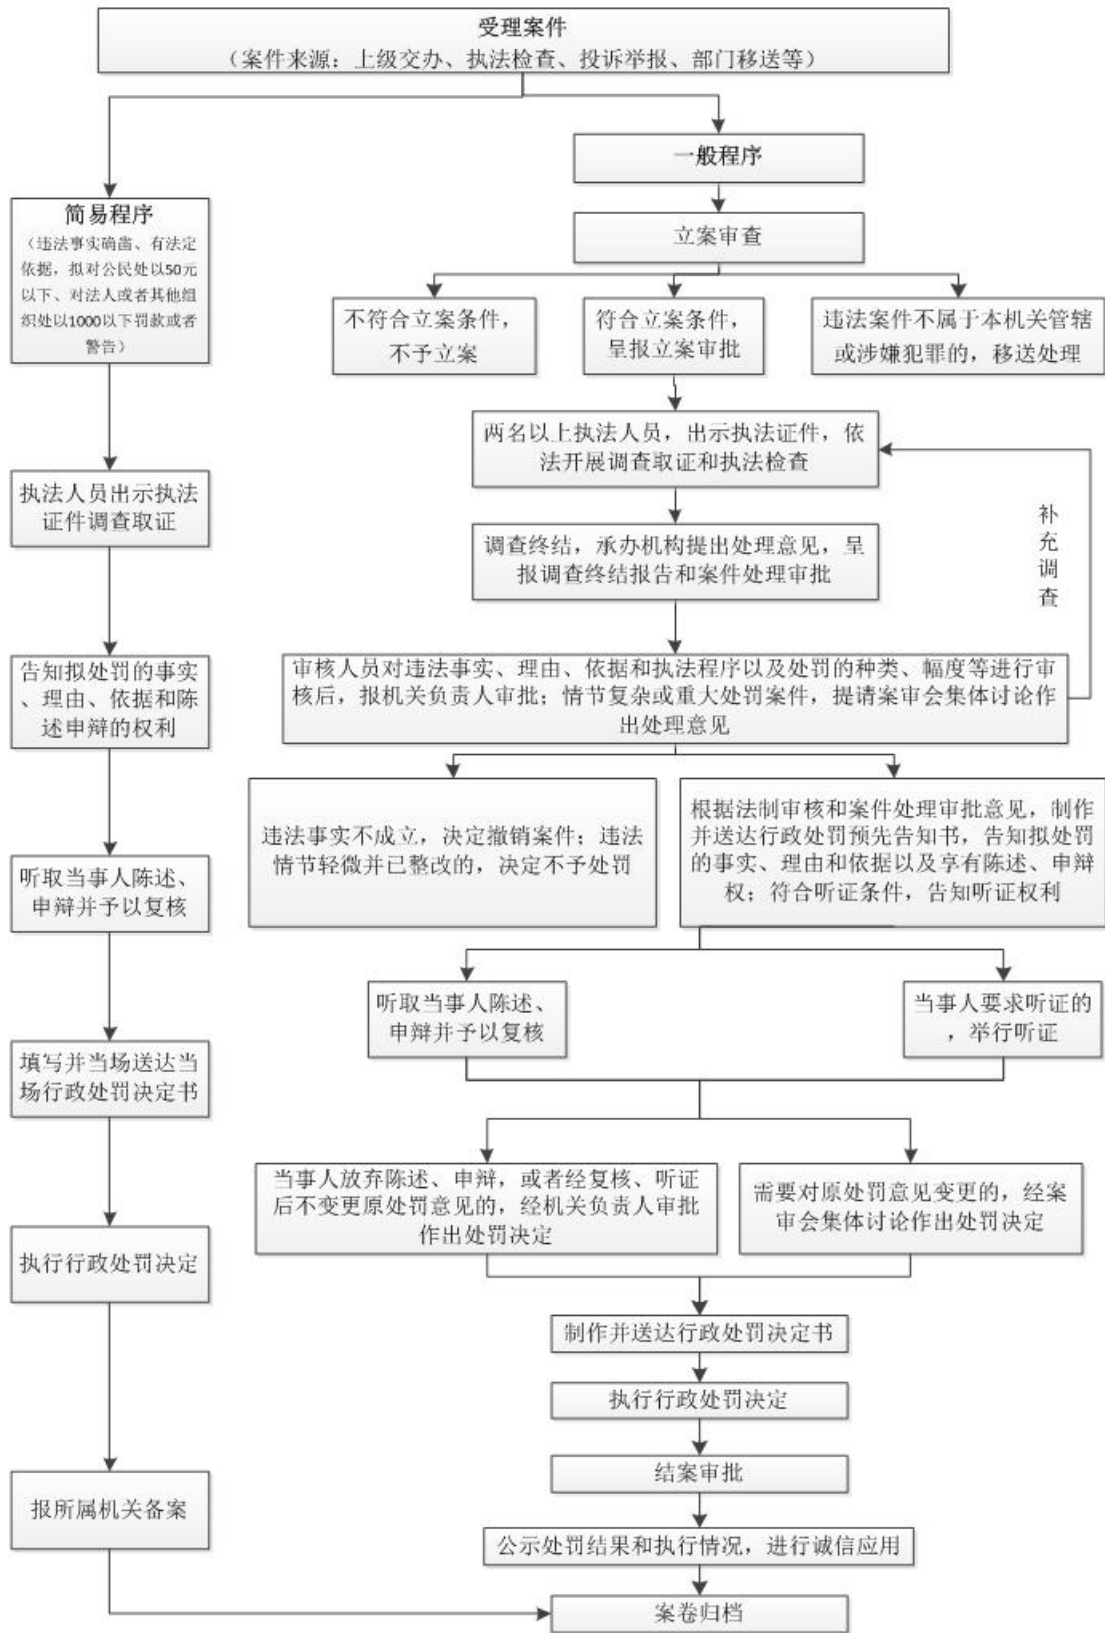 受理案件
（案件来源：上级交办、执法检查、投诉举报、部门移送等）
简易程序
（违法事实确凿、有法定
依据，拟对公民处以50元
以下、对法人或者其他组
织处以1000以下罚款或者
警告）
执法人员出示执法
证件调查取证
告知拟处罚的事实
、理由、依据和陈
述申辩的权利
听取当事人陈述、
申辩并予以复核
填写并当场送达当
场行政处罚决定书
执行行政处罚决定
报所属机关备案
一般程序
立案审查
不符合立案条件，
不予立案
符合立案条件，
呈报立案审批
违法案件不属于本机关管辖
或涉嫌犯罪的，移送处理
两名以上执法人员，出示执法证件，依
法开展调查取证和执法检查
补
充
调
查
调查终结，承办机构提出处理意见，呈
报调查终结报告和案件处理审批
审核人员对违法事实、理由、依据和执法程序以及处罚的种类、幅度等进行审
核后，报机关负责人审批；情节复杂或重大处罚案件，提请案审会集体讨论作
出处理意见
违法事实不成立，决定撤销案件；违法
情节轻微并已整改的，决定不予处罚
根据法制审核和案件处理审批意见，制作
并送达行政处罚预先告知书，告知拟处罚
的事实、理由和依据以及享有陈述、申辩
权；符合听证条件，告知听证权利
听取当事人陈述、
申辩并予以复核
当事人要求听证的
，举行听证
当事人放弃陈述、申辩，或者经复核、听证
后不变更原处罚意见的，经机关负责人审批
作出处罚决定
需要对原处罚意见变更的，经案
审会集体讨论作出处罚决定
制作并送达行政处罚决定书
执行行政处罚决定
结案审批
公示处罚结果和执行情况，进行诚信应用
案卷归档